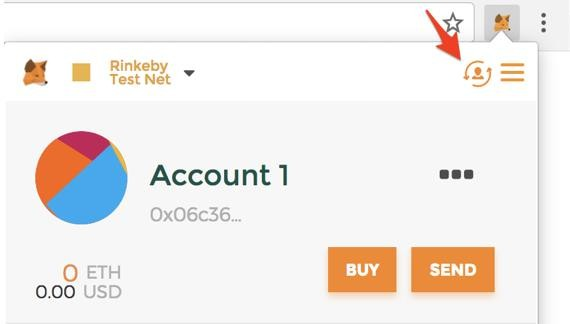 Rinkeby
Test Net
Account 1
0x06c36...
0 ETH
0.00 USD
BUY
SEND